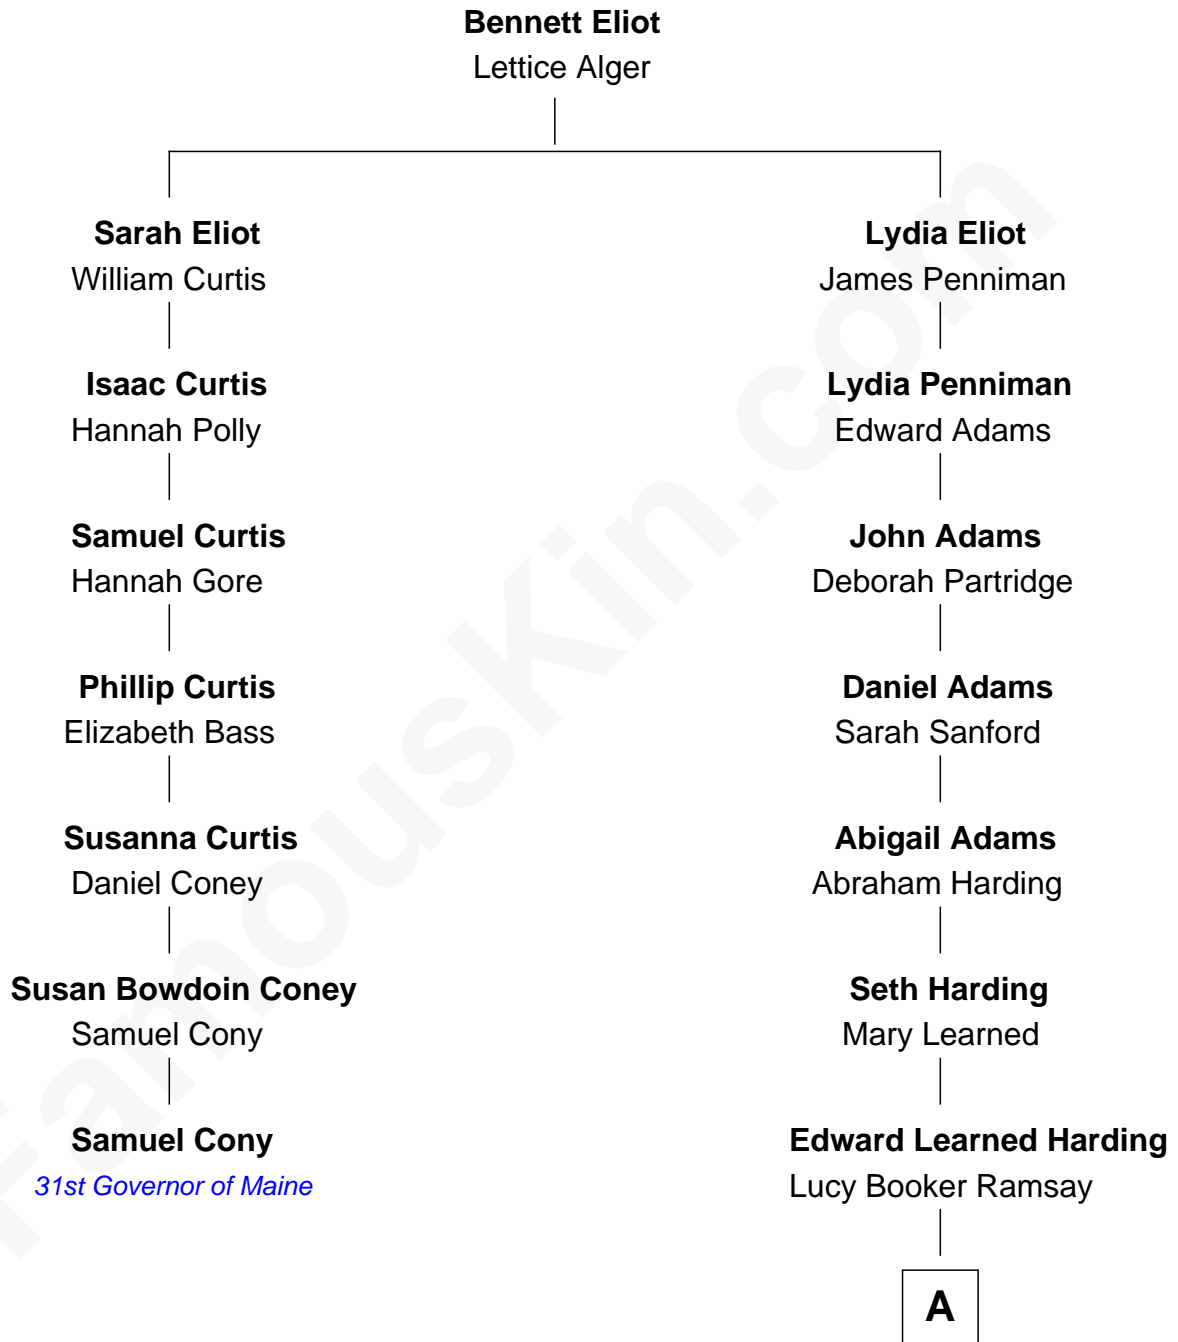 Bennett Eliot
Lettice Alger
Sarah Eliot
William Curtis
Lydia Eliot
James Penniman
Isaac Curtis
Hannah Polly
Lydia Penniman
Edward Adams
Samuel Curtis
Hannah Gore
John Adams
Deborah Partridge
Phillip Curtis
Elizabeth Bass
Daniel Adams
Sarah Sanford
Susanna Curtis
Daniel Coney
Abigail Adams
Abraham Harding
Susan Bowdoin Coney
Samuel Cony
Seth Harding
Mary Learned
Samuel Cony
31st Governor of Maine
Edward Learned Harding
Lucy Booker Ramsay
A
FamousKin.com